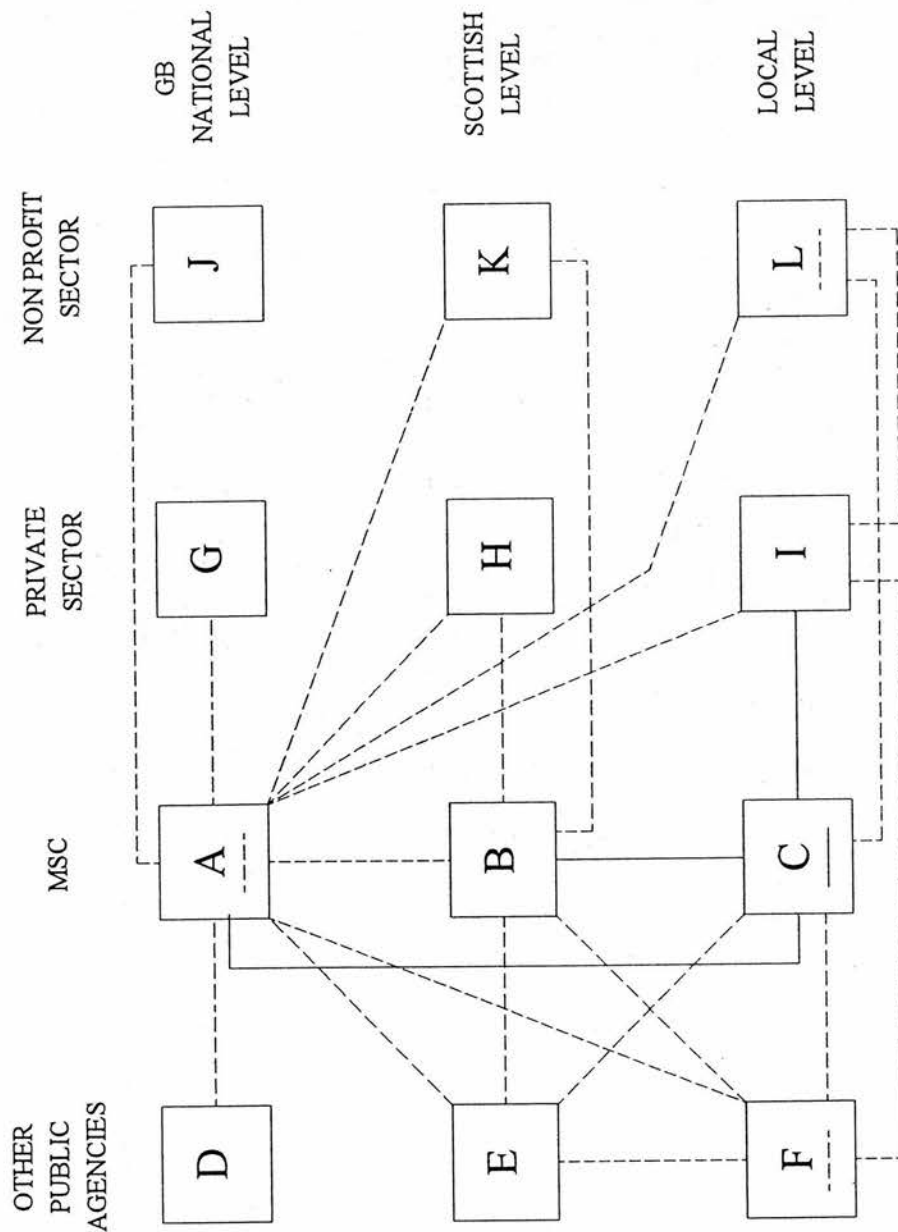 OTHER
PUBLIC
AGENCIES
MSC
PRIVATE
SECTOR
NON PROFIT
SECTOR
D
A
G
J
GB
NATIONAL
LEVEL
E
B
H
K
SCOTTISH
LEVEL
F
C
I
L
LOCAL
LEVEL